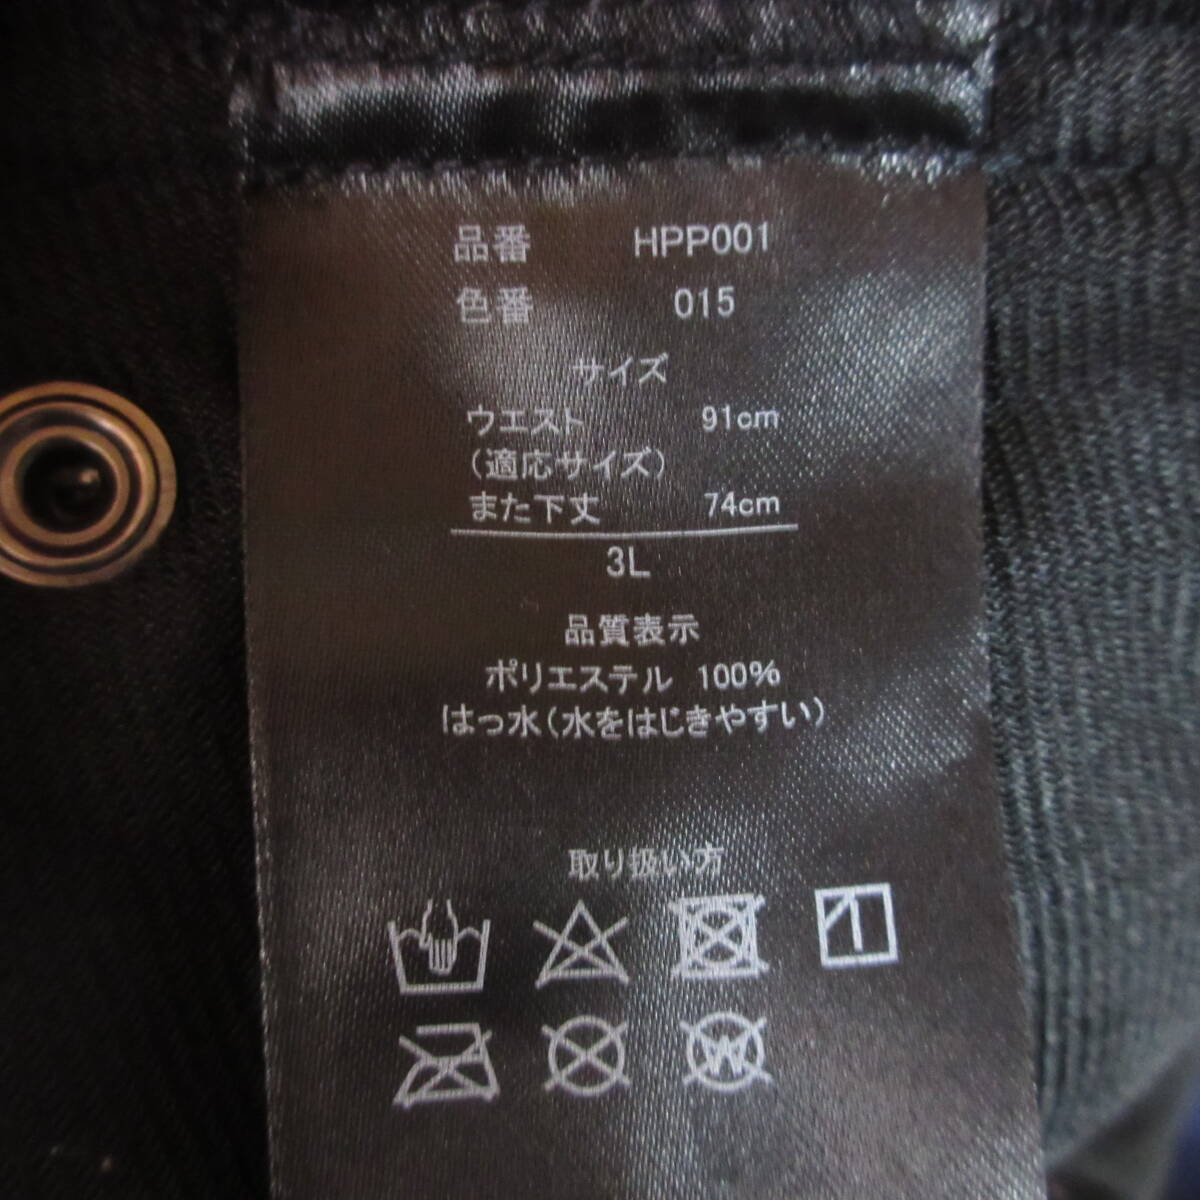 品番 HPP001
色番 015
サイズ
ウエスト 91cm
(適応サイズ)
また下丈 74cm
3L
品質表示
ポリエステル 100%
はっ水(水をはじきやすい)
取り扱い方
W